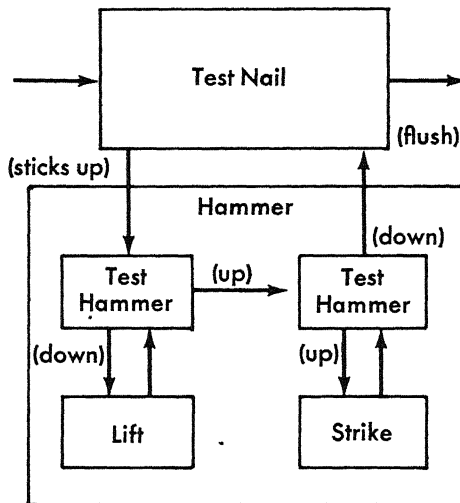 Test Nail
(flush)
(sticks up)
Hammer
(down)
Test
Hammer
(up)
Test
Hammer
(down)
(up)
Lift
Strike